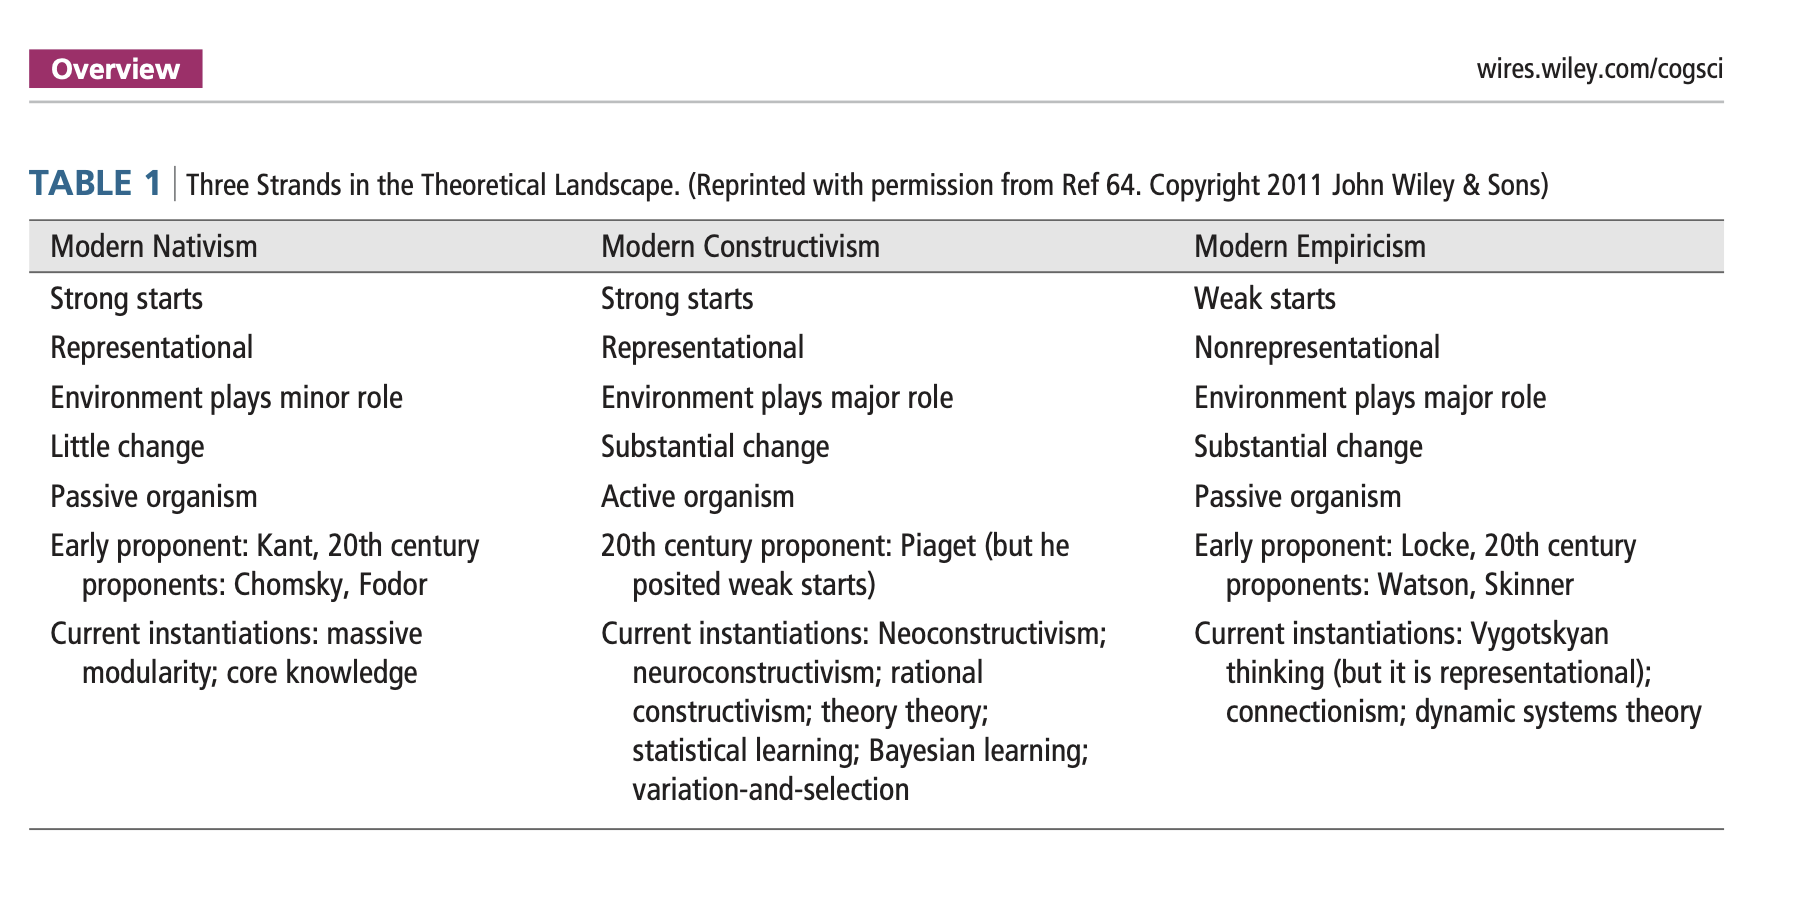 Overview
wires.wiley.com/cogsci
TABLE 1 | Three Strands in the Theoretical Landscape. (Reprinted with permission from Ref 64. Copyright 2011 John Wiley & Sons)
Modern Nativism Modern Constructivism Modern Empiricism
Strong starts Strong starts Weak starts
Representational Representational Nonrepresentational
Environment plays minor role Environment plays major role Environment plays major role
Little change Substantial change Substantial change
Passive organism Active organism Passive organism
Early proponent: Kant, 20th century 20th century proponent: Piaget (but he Early proponent: Locke, 20th century
proponents: Chomsky, Fodor posited weak starts) proponents: Watson, Skinner
Current instantiations: massive Current instantiations: Neoconstructivism; Current instantiations: Vygotskyan
modularity; core knowledge neuroconstructivism; rational thinking (but it is representational);
constructivism; theory theory; connectionism; dynamic systems theory
statistical learning; Bayesian learning;
variation-and-selection